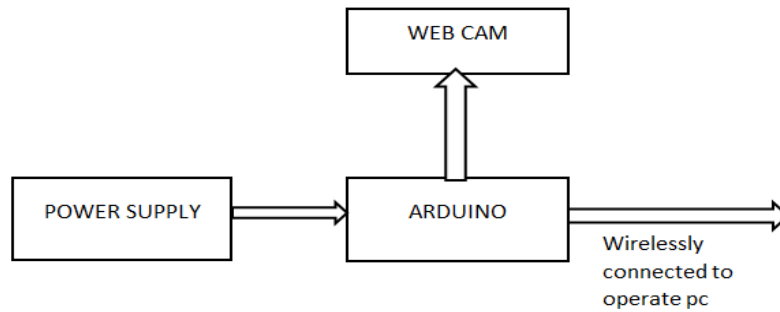 WEB CAM
POWER SUPPLY
ARDUINO
Wirelessly
connected to
operate pc